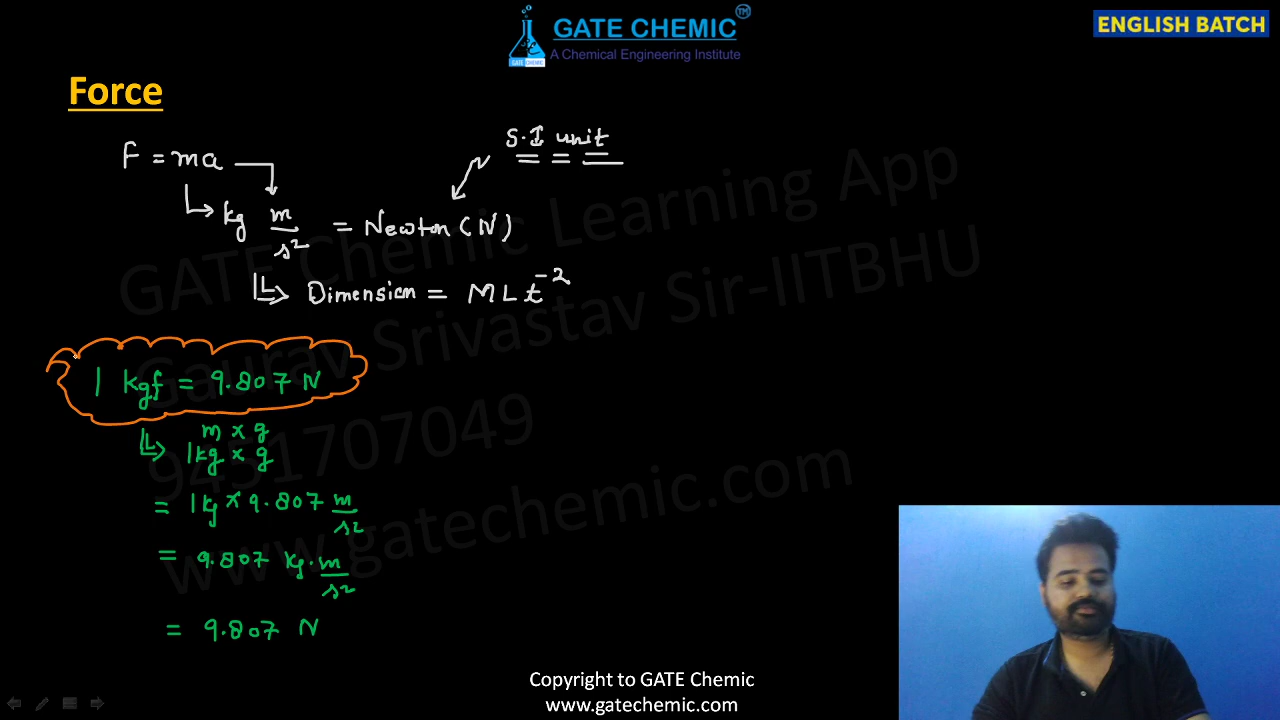 GATE CHEMIC™
A Chemical Engineering Institute
GATE CHEMIC
ENGLISH BATCH
Force
S.I unit
F = ma
kg m/s² = Newton (N)
Dimension = M L t⁻²
1 kgf = 9.807 N
m × g
1kg × g
= 1kg × 9.807 m/s²
= 9.807 kg·m/s²
= 9.807 N
GATE Chemic Learning App
Gaurav Srivastav Sir-IITBHU
9451707049
www.gatechemic.com
Copyright to GATE Chemic
www.gatechemic.com